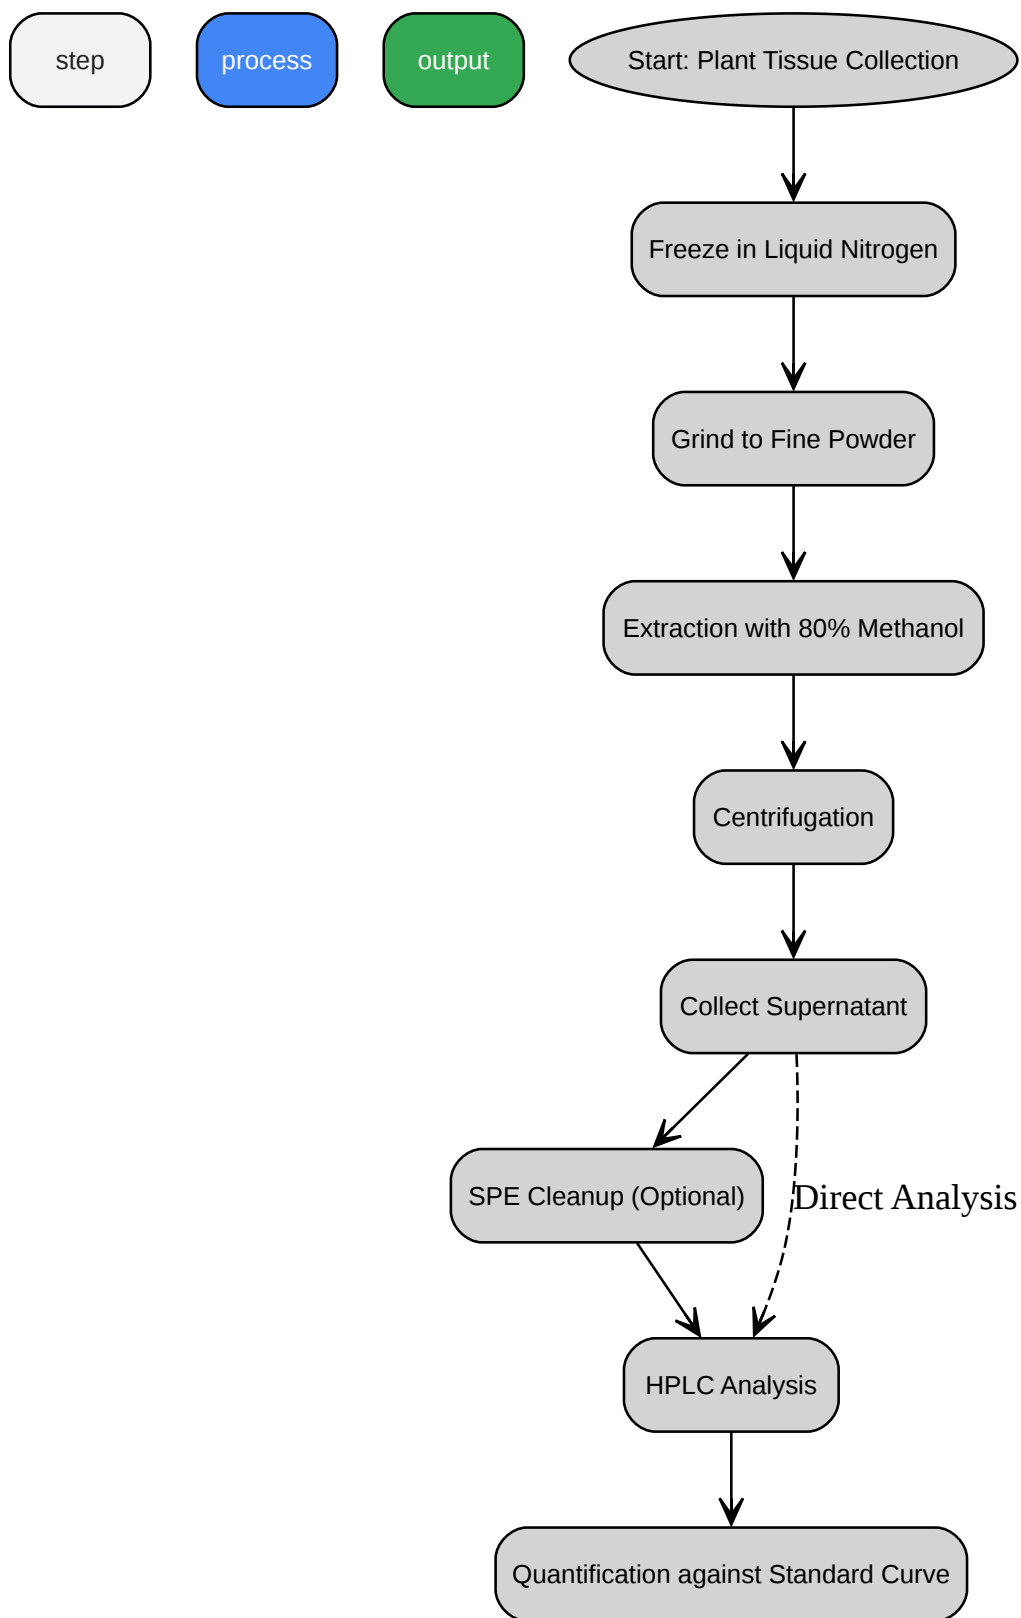 step
process
output
Start: Plant Tissue Collection
Freeze in Liquid Nitrogen
Grind to Fine Powder
Extraction with 80% Methanol
Centrifugation
Collect Supernatant
SPE Cleanup (Optional)
Direct Analysis
HPLC Analysis
Quantification against Standard Curve